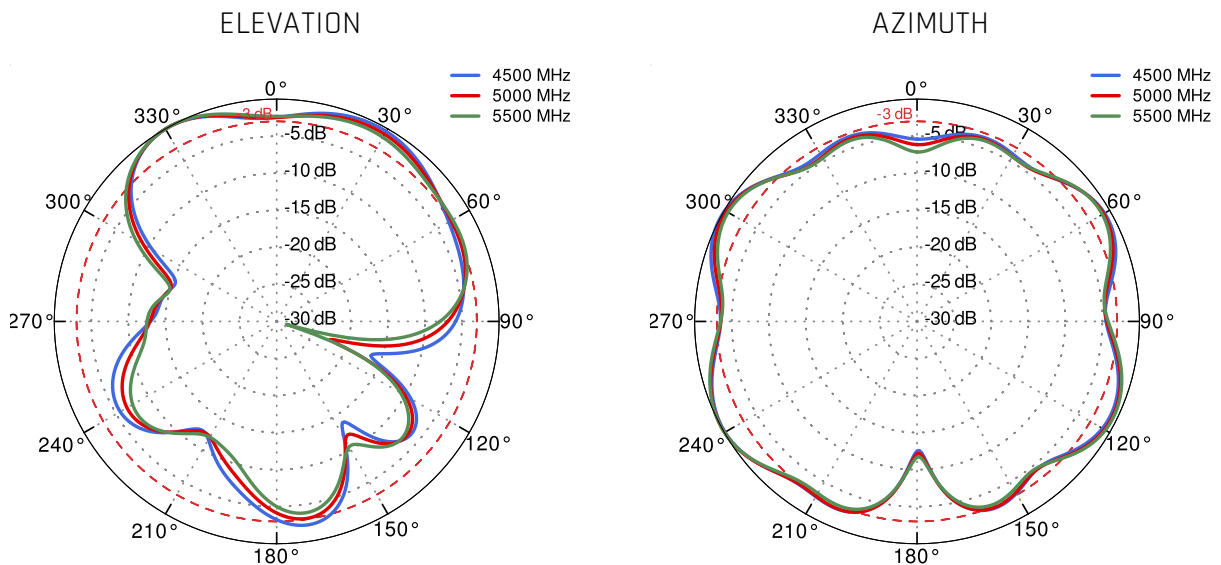 ELEVATION
4500 MHz
5000 MHz
5500 MHz
0°
330°
30°
-3 dB
-5 dB
-10 dB
300°
60°
-15 dB
-20 dB
-25 dB
-30 dB
270°
90°
240°
120°
210°
150°
180°
AZIMUTH
4500 MHz
5000 MHz
5500 MHz
0°
330°
30°
-3 dB
-5 dB
-10 dB
300°
60°
-15 dB
-20 dB
-25 dB
-30 dB
270°
90°
240°
120°
210°
150°
180°